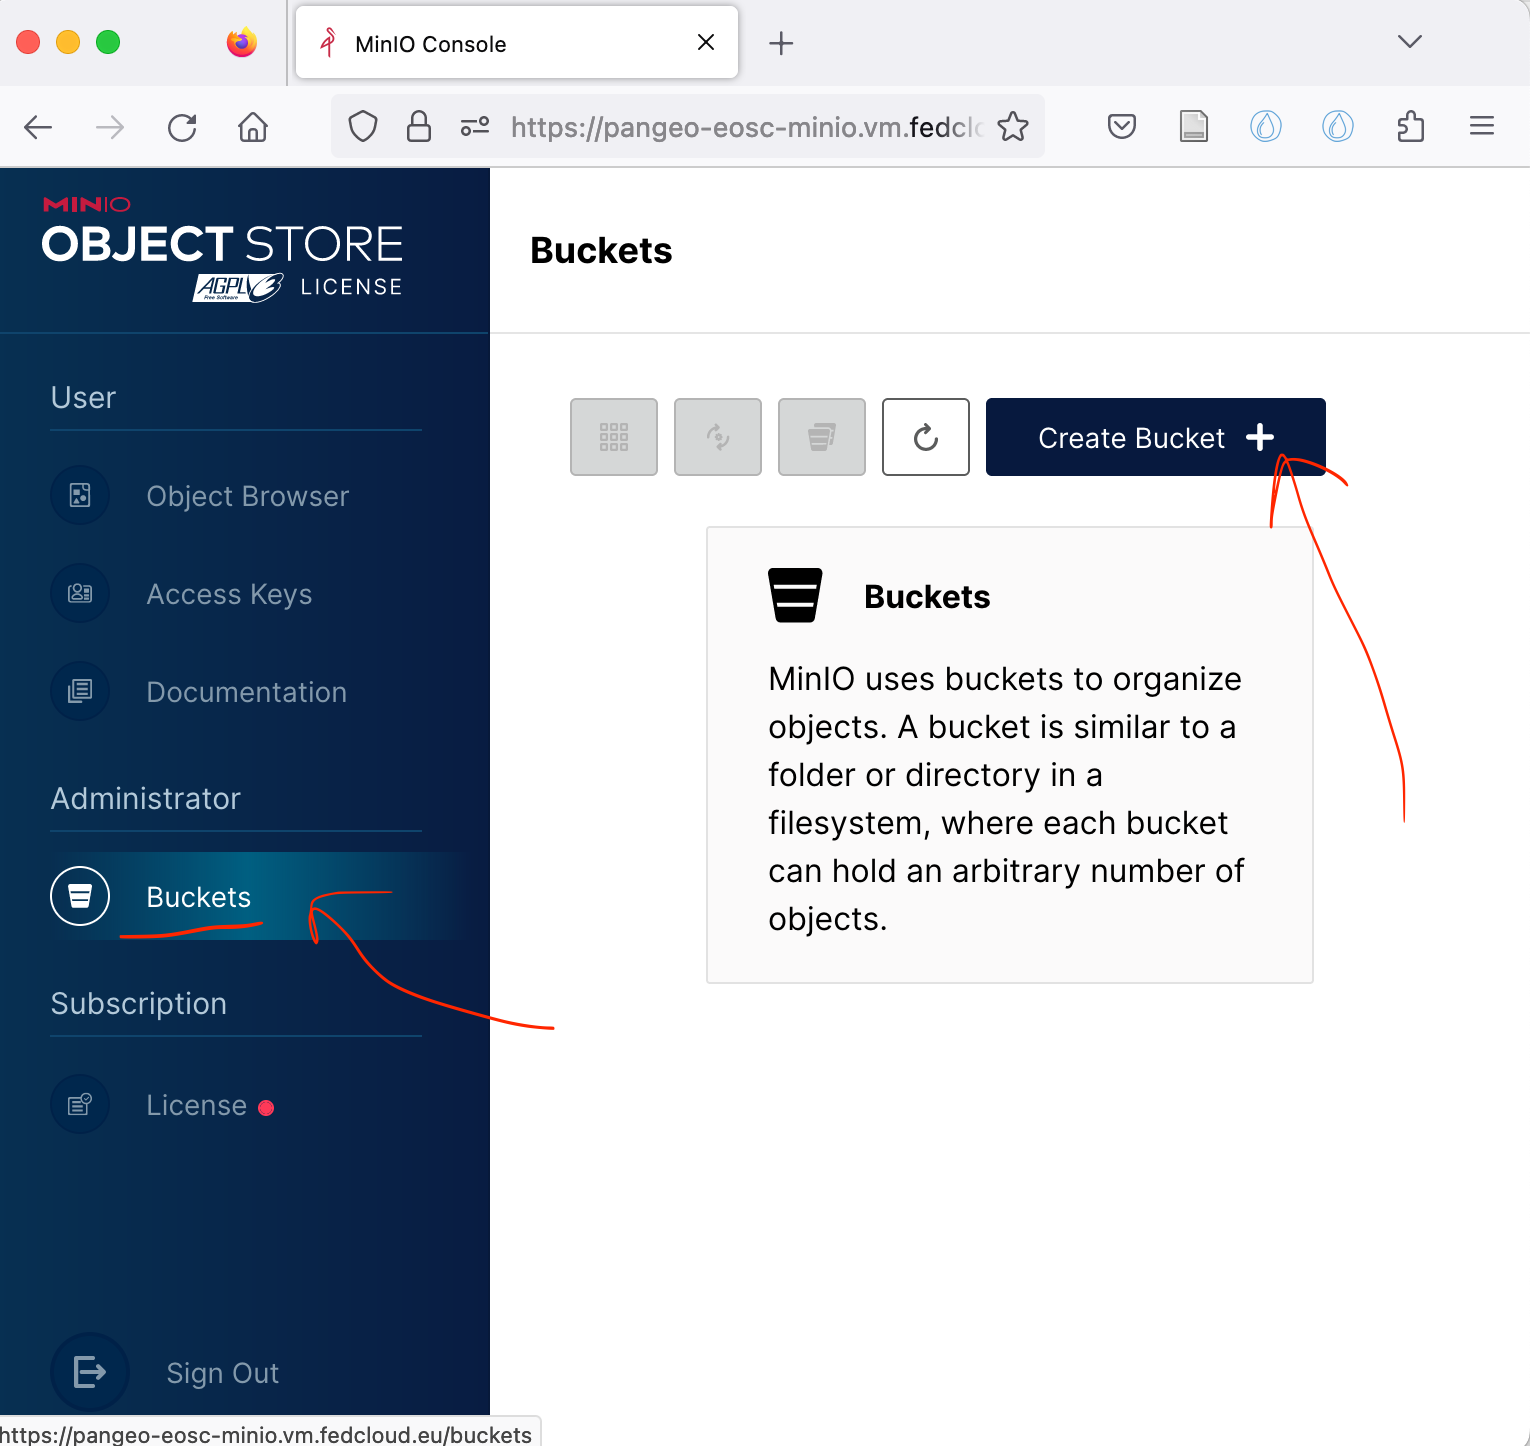 MinIO Console
https://pangeo-eosc-minio.vm.fedclo
MINIO
OBJECT STORE
AGPL
Free Software
LICENSE
Buckets
User
Object Browser
Access Keys
Documentation
Administrator
Buckets
Subscription
License
Sign Out
Create Bucket
Buckets
MinIO uses buckets to organize
objects. A bucket is similar to a
folder or directory in a
filesystem, where each bucket
can hold an arbitrary number of
objects.
https://pangeo-eosc-minio.vm.fedcloud.eu/buckets